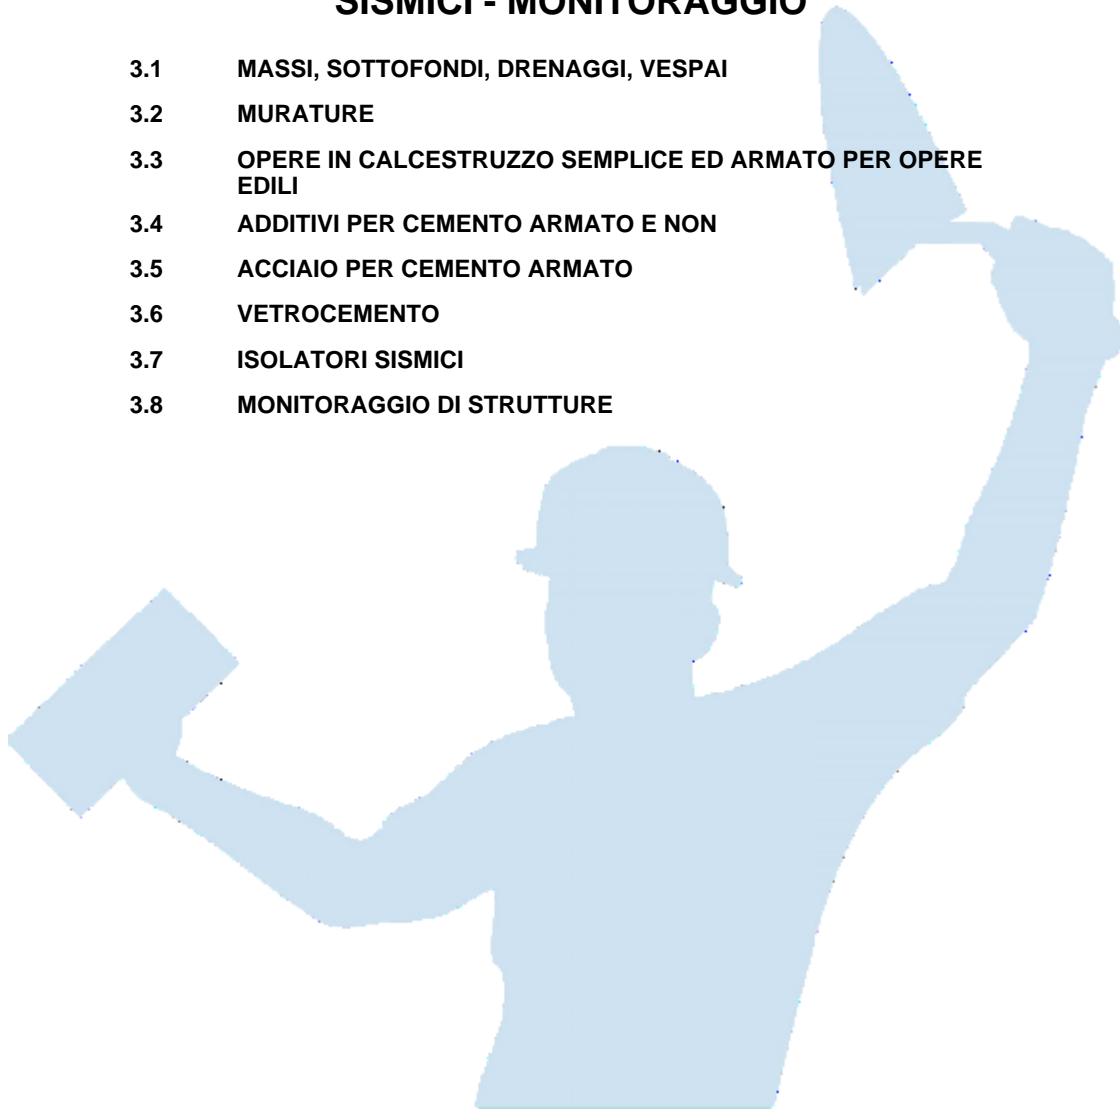 SISMICI - MONITORAGGIO
3.1 MASSI, SOTTOFONDI, DRENAGGI, VESPAI
3.2 MURATURE
3.3 OPERE IN CALCESTRUZZO SEMPLICE ED ARMATO PER OPERE
EDILI
3.4 ADDITIVI PER CEMENTO ARMATO E NON
3.5 ACCIAIO PER CEMENTO ARMATO
3.6 VETROCEMENTO
3.7 ISOLATORI SISMICI
3.8 MONITORAGGIO DI STRUTTURE